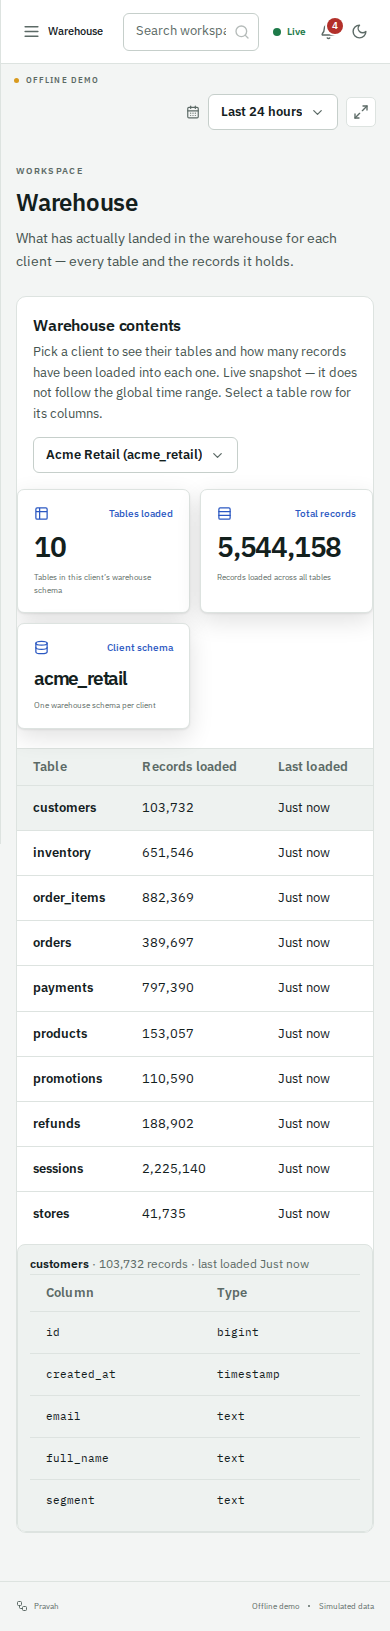 Warehouse
Search workspa
Live
4
OFFLINE DEMO
Last 24 hours
WORKSPACE
Warehouse
What has actually landed in the warehouse for each
client — every table and the records it holds.
Warehouse contents
Pick a client to see their tables and how many records
have been loaded into each one. Live snapshot — it does
not follow the global time range. Select a table row for
its columns.
Acme Retail (acme_retail)
Tables loaded
10
Tables in this client's warehouse
schema
Total records
5,544,158
Records loaded across all tables
Client schema
acme_retail
One warehouse schema per client
Table Records loaded Last loaded
customers 103,732 Just now
inventory 651,546 Just now
order_items 882,369 Just now
orders 389,697 Just now
payments 797,390 Just now
products 153,057 Just now
promotions 110,590 Just now
refunds 188,902 Just now
sessions 2,225,140 Just now
stores 41,735 Just now
customers · 103,732 records · last loaded Just now
Column Type
id bigint
created_at timestamp
email text
full_name text
segment text
Pravah
Offline demo • Simulated data